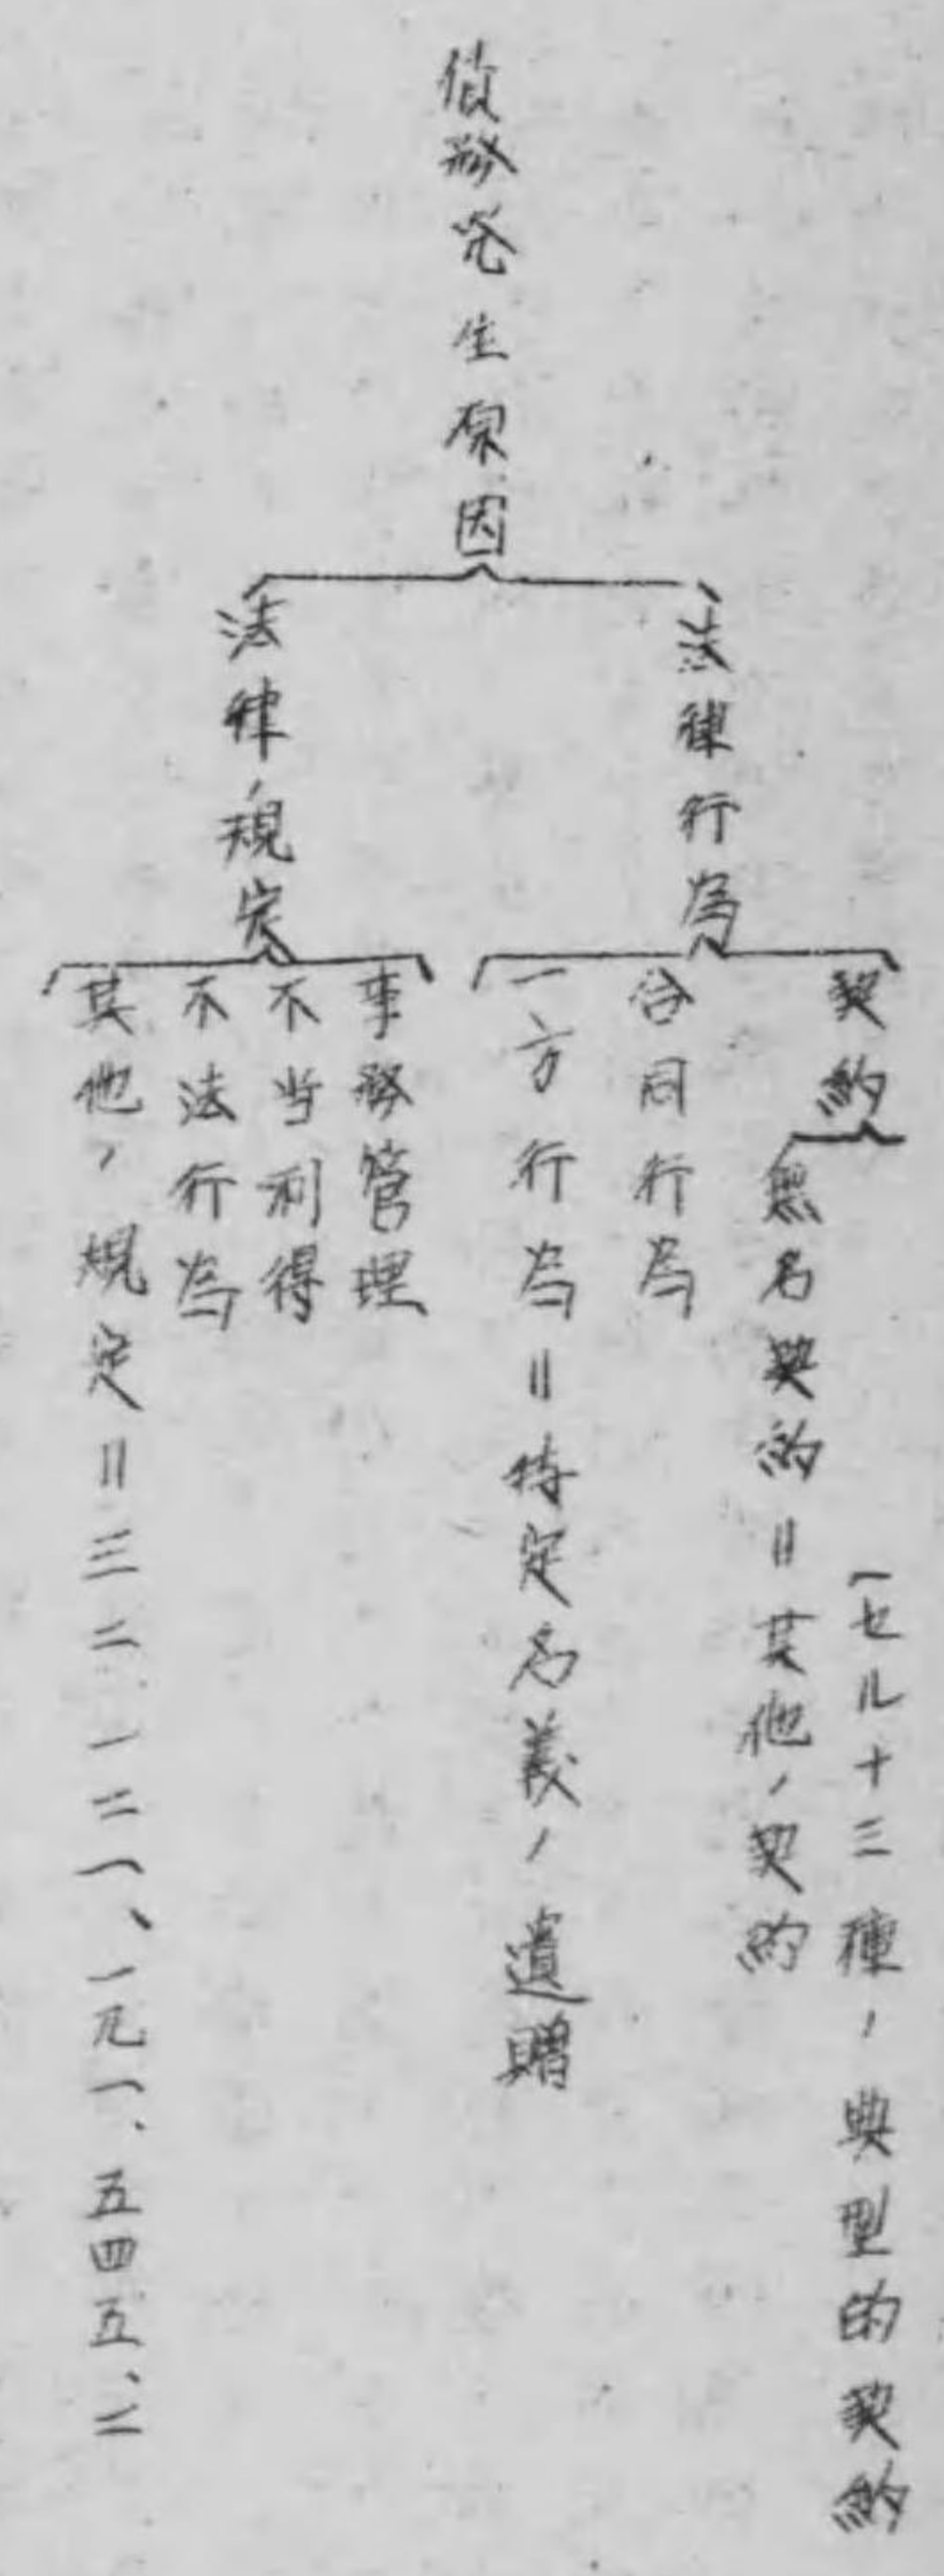 債務発生原因
法律行為
契約
セル十三種ノ典型的契約
無名契約＝其他ノ契約
合同行為
一方行為＝特定名義ノ遺贈
法律ノ規定
事務管理
不当利得
不法行為
其他ノ規定＝三二一二一、一九一、五四五、二